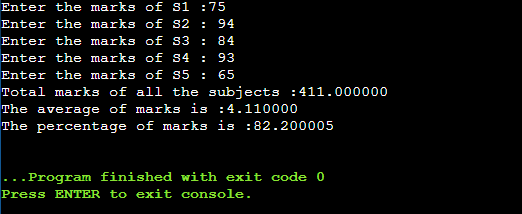 Enter the marks of S1 :75
Enter the marks of S2 : 94
Enter the marks of S3 : 84
Enter the marks of S4 : 93
Enter the marks of S5 : 65
Total marks of all the subjects :411.000000
The average of marks is :4.110000
The percentage of marks is :82.200005
...Program finished with exit code 0
Press ENTER to exit console.